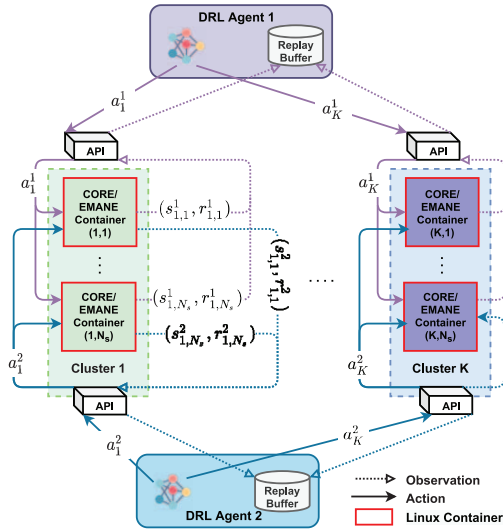 DRL Agent 1
Replay
Buffer
a_1^1
a_K^1
API
API
a_1^1
a_K^1
CORE/
EMANE
Container
(1,1)
(s_{1,1}^1, r_{1,1}^1)
CORE/
EMANE
Container
(K,1)
(s_{1,1}^2, r_{1,1}^2)
⋮
....
⋮
CORE/
EMANE
Container
(1,N_s)
(s_{1,N_s}^1, r_{1,N_s}^1)
(s_{1,N_s}^2, r_{1,N_s}^2)
CORE/
EMANE
Container
(K,N_s)
a_1^2
Cluster 1
a_K^2
Cluster K
API
API
a_1^2
a_K^2
Replay
Buffer
DRL Agent 2
Observation
Action
Linux Container